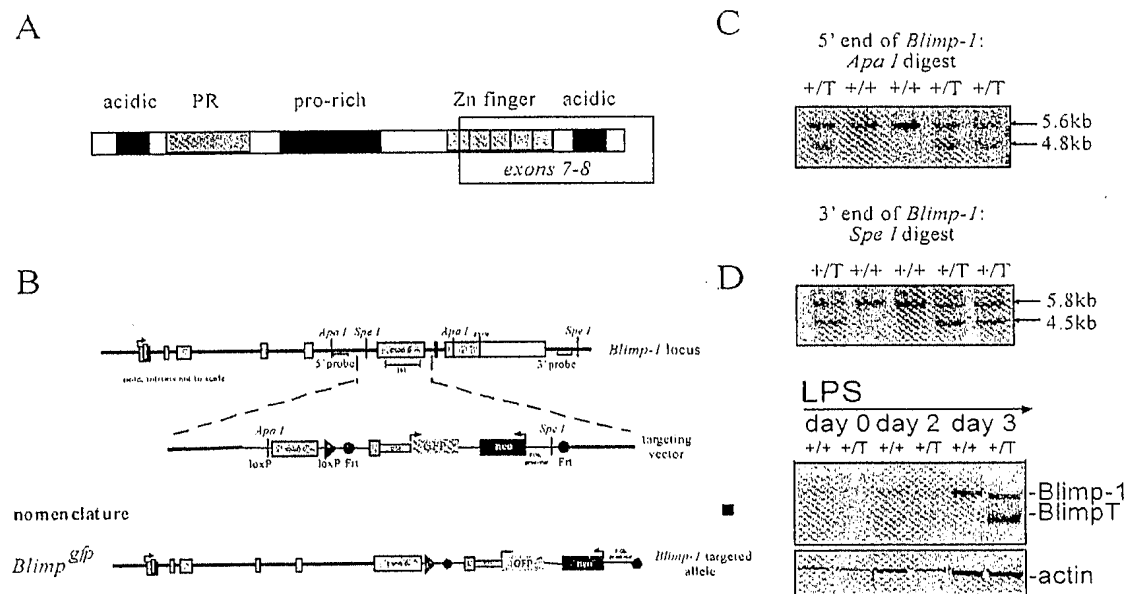 A
acidic PR pro-rich Zn finger acidic
exons 7-8
B
Apa I Spe I Apa I Spe I
Blimp-1 locus
5' probe 3' probe
Apa I Spe I
loxP loxP Frt neo Frt
targeting
vector
nomenclature
Blimp gfp
GFP neo
Blimp-1 targeted
allele
C
5' end of Blimp-1:
Apa I digest
+/T +/+ +/+ +/T +/T
5.6kb
4.8kb
3' end of Blimp-1:
Spe I digest
D
+/T +/+ +/+ +/T +/T
5.8kb
4.5kb
LPS
day 0 day 2 day 3
+/+ +/T +/+ +/T +/+ +/T
-Blimp-1
-BlimpT
-actin